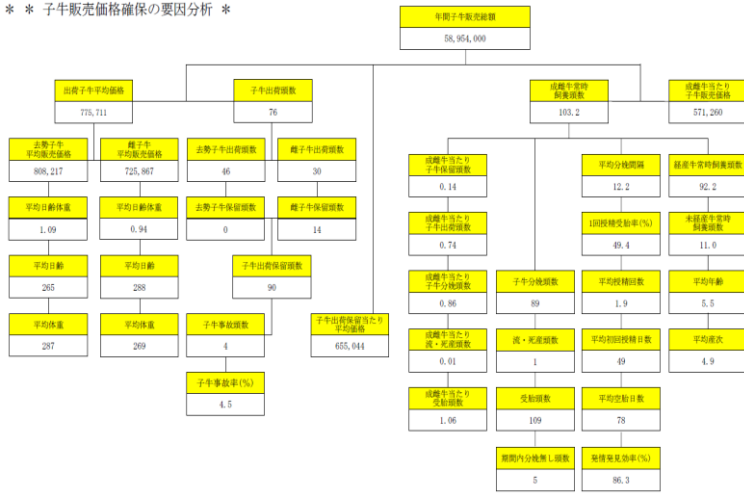 ＊ ＊ 子牛販売価格確保の要因分析 ＊
年間子牛販売総額
58,954,000
出荷子牛平均価格
775,711
子牛出荷頭数
76
成雌牛常時
飼養頭数
103.2
成雌牛当たり
子牛販売価格
571,260
去勢子牛
平均販売価格
808,217
雌子牛
平均販売価格
725,867
去勢子牛出荷頭数
46
雌子牛出荷頭数
30
成雌牛当たり
子牛保留頭数
0.14
平均分娩間隔
12.2
経産牛常時飼養頭数
92.2
平均日齢体重
1.09
平均日齢体重
0.94
去勢子牛保留頭数
0
雌子牛保留頭数
14
成雌牛当たり
子牛出荷頭数
0.74
1回授精受胎率(%)
49.4
未経産牛常時
飼養頭数
11.0
平均日齢
265
平均日齢
288
子牛出荷保留頭数
90
成雌牛当たり
子牛分娩頭数
0.86
子牛分娩頭数
89
平均授精回数
1.9
平均年齢
5.5
平均体重
287
平均体重
269
子牛事故頭数
4
子牛出荷保留当たり
平均価格
655,044
成雌牛当たり
流・死産頭数
0.01
流・死産頭数
1
平均初回授精日数
49
平均産次
4.9
子牛事故率(%)
4.5
成雌牛当たり
受胎頭数
1.06
受胎頭数
109
平均空胎日数
78
期間内分娩無し頭数
5
発情発見効率(%)
86.3